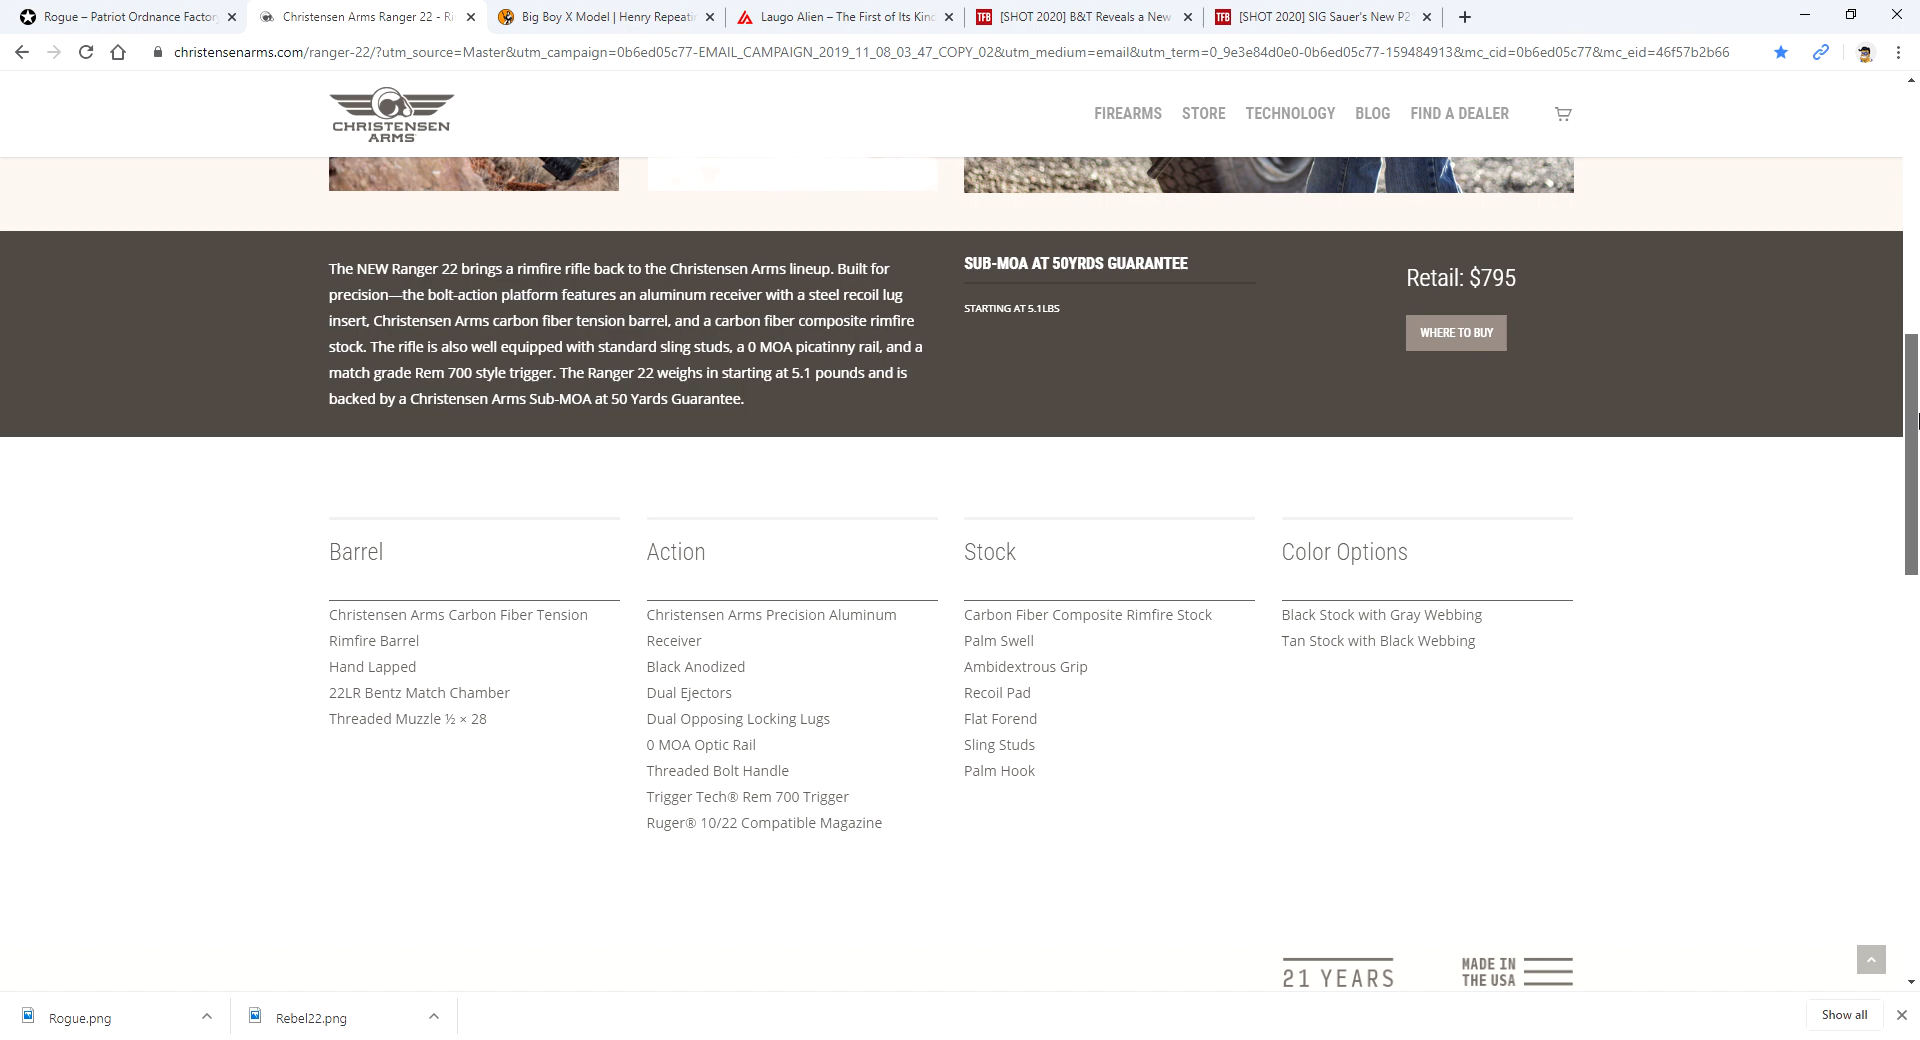 Rogue – Patriot Ordnance Factory
Christensen Arms Ranger 22 - Ri
Big Boy X Model | Henry Repeati
Laugo Alien – The First of Its Kind
TFB [SHOT 2020] B&T Reveals a New
TFB [SHOT 2020] SIG Sauer's New P2
christensenarms.com/ranger-22/?utm_source=Master&utm_campaign=0b6ed05c77-EMAIL_CAMPAIGN_2019_11_08_03_47_COPY_02&utm_medium=email&utm_term=0_9e3e84d0e0-0b6ed05c77-159484913&mc_cid=0b6ed05c77&mc_eid=46f57b2b66
CHRISTENSEN
ARMS
FIREARMS STORE TECHNOLOGY BLOG FIND A DEALER
The NEW Ranger 22 brings a rimfire rifle back to the Christensen Arms lineup. Built for
precision—the bolt-action platform features an aluminum receiver with a steel recoil lug
insert, Christensen Arms carbon fiber tension barrel, and a carbon fiber composite rimfire
stock. The rifle is also well equipped with standard sling studs, a 0 MOA picatinny rail, and a
match grade Rem 700 style trigger. The Ranger 22 weighs in starting at 5.1 pounds and is
backed by a Christensen Arms Sub-MOA at 50 Yards Guarantee.
SUB-MOA AT 50YRDS GUARANTEE
STARTING AT 5.1LBS
Retail: $795
WHERE TO BUY
Barrel
Christensen Arms Carbon Fiber Tension
Rimfire Barrel
Hand Lapped
22LR Bentz Match Chamber
Threaded Muzzle ½ × 28
Action
Christensen Arms Precision Aluminum
Receiver
Black Anodized
Dual Ejectors
Dual Opposing Locking Lugs
0 MOA Optic Rail
Threaded Bolt Handle
Trigger Tech® Rem 700 Trigger
Ruger® 10/22 Compatible Magazine
Stock
Carbon Fiber Composite Rimfire Stock
Palm Swell
Ambidextrous Grip
Recoil Pad
Flat Forend
Sling Studs
Palm Hook
Color Options
Black Stock with Gray Webbing
Tan Stock with Black Webbing
21 YEARS
MADE IN
THE USA
Rogue.png
Rebel22.png
Show all